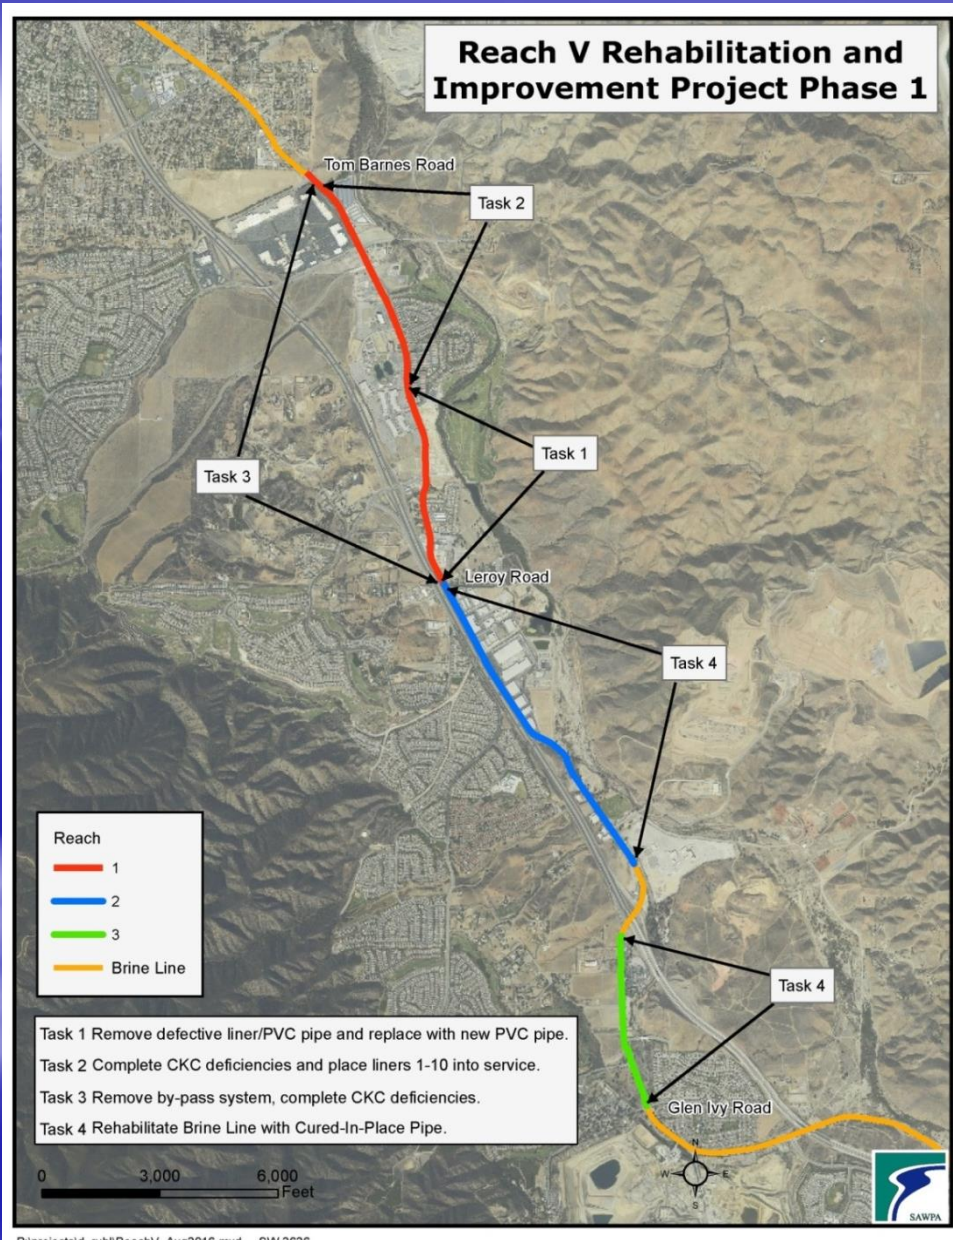 Reach V Rehabilitation and
Improvement Project Phase 1
Tom Barnes Road
Task 2
Task 1
Task 3
Leroy Road
Task 4
Reach
1
2
3
Brine Line
Task 4
Task 1 Remove defective liner/PVC pipe and replace with new PVC pipe.
Task 2 Complete CKC deficiencies and place liners 1-10 into service.
Task 3 Remove by-pass system, complete CKC deficiencies.
Task 4 Rehabilitate Brine Line with Cured-In-Place Pipe.
Glen Ivy Road
N
W E
S
0 3,000 6,000
Feet
SAWPA